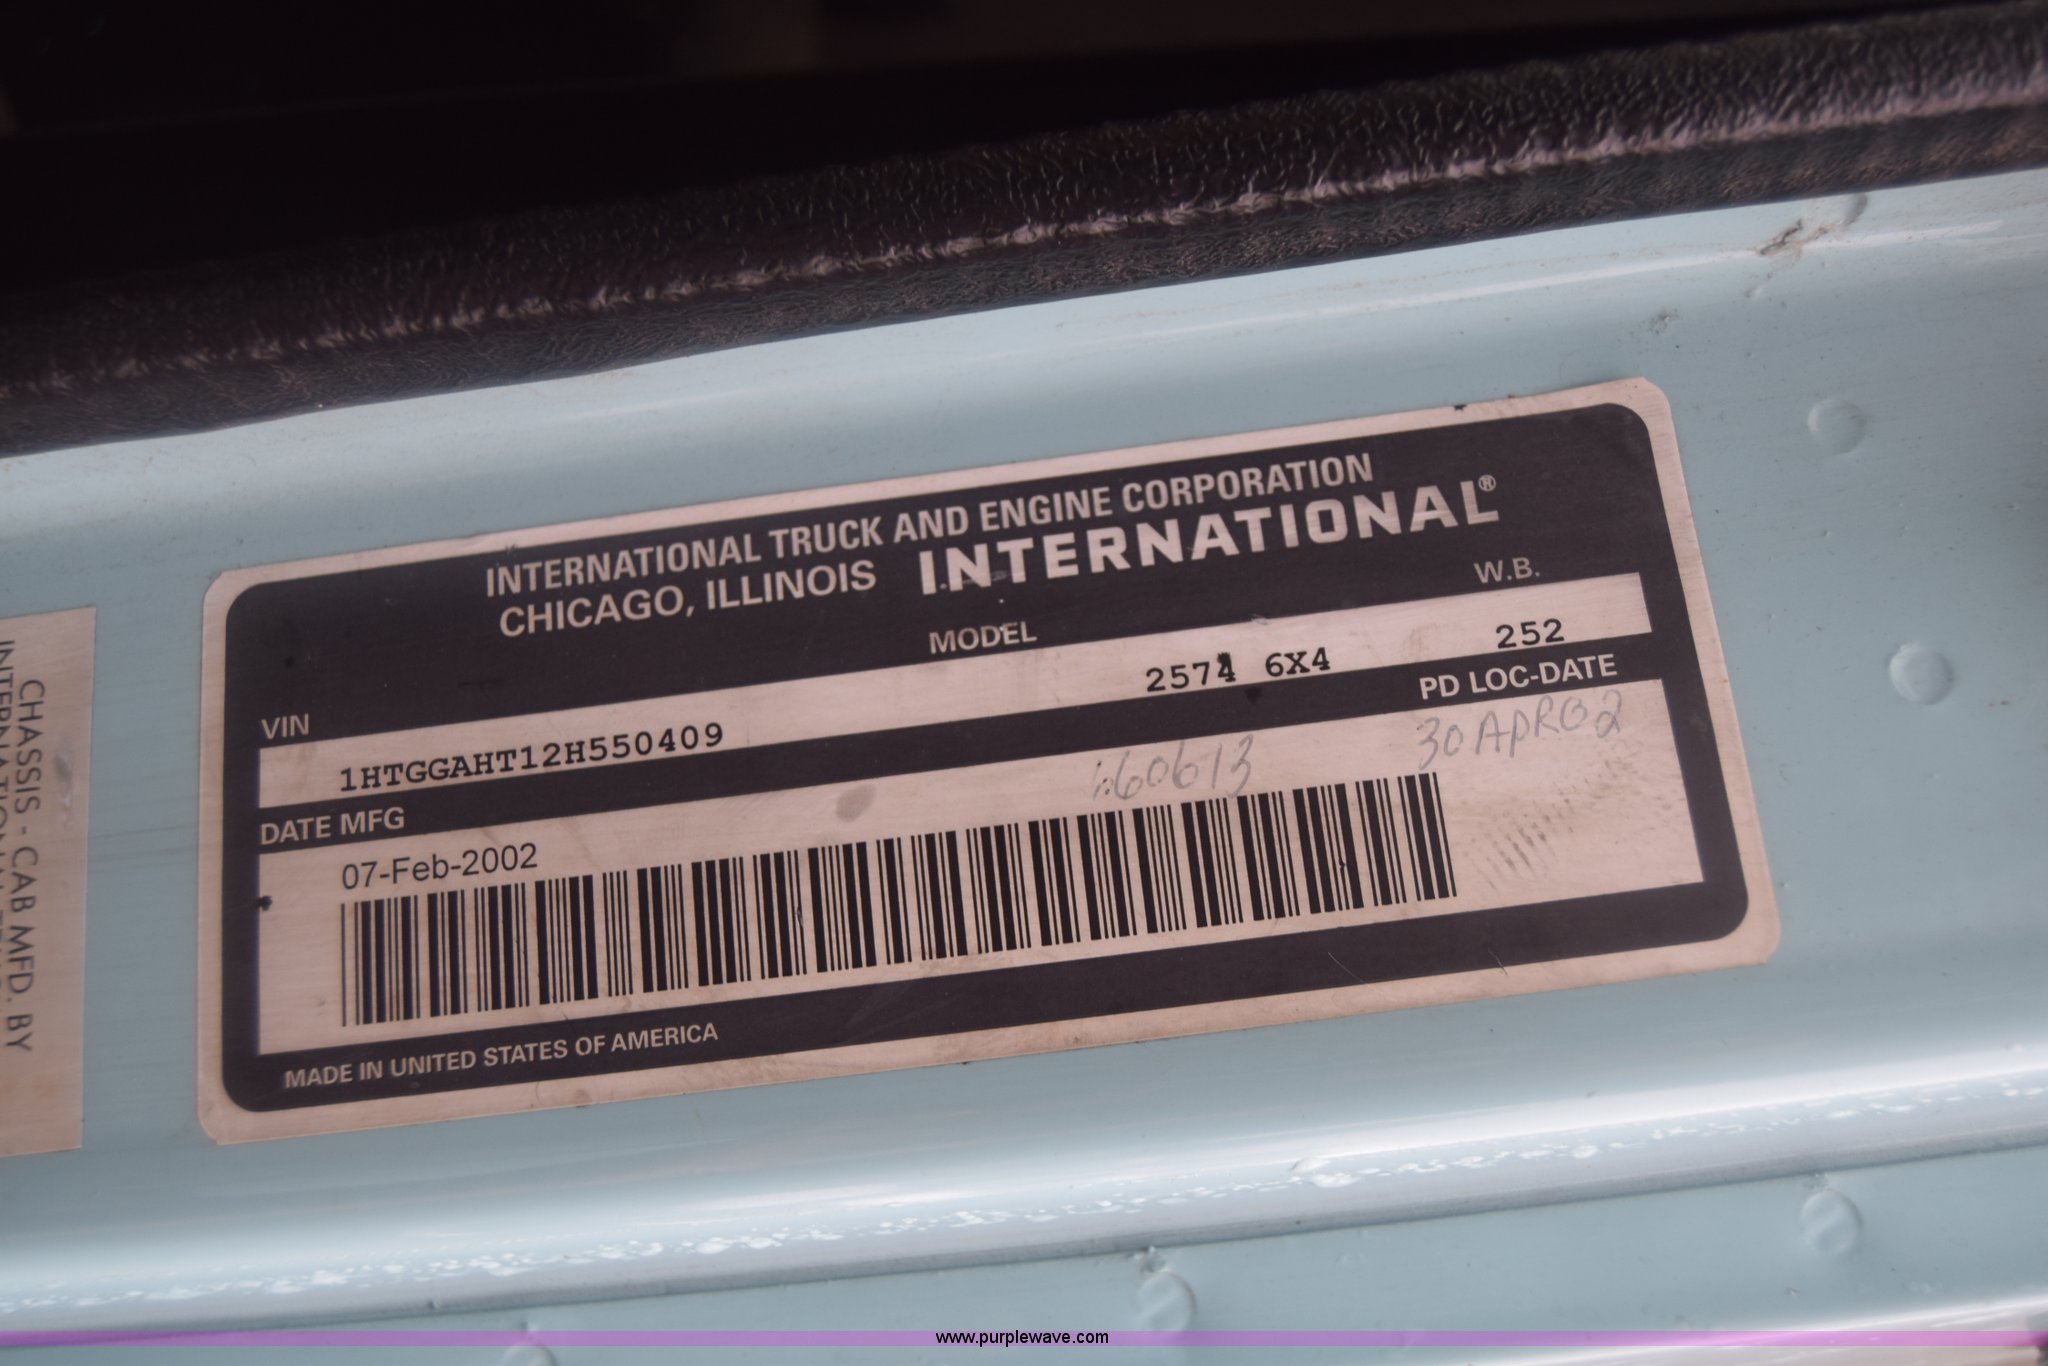 INTERNATIONAL TRUCK AND ENGINE CORPORATION
CHICAGO, ILLINOIS INTERNATIONAL®
VIN MODEL W.B.
1HTGGAHT12H550409 2574 6X4 252
DATE MFG PD LOC-DATE
07-Feb-2002 60613 30APR02
MADE IN UNITED STATES OF AMERICA
CHASSIS - CAB MFD. BY
INTERNATIONAL
www.purplewave.com